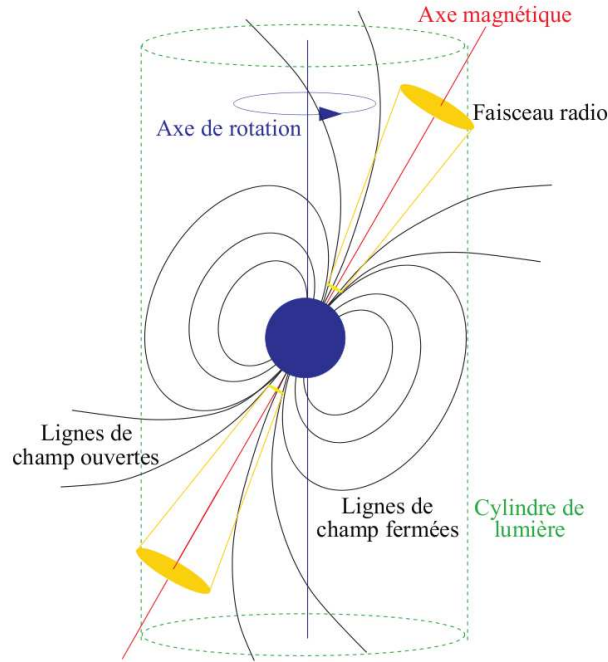 Axe magnétique
Faisceau radio
Axe de rotation
Lignes de
champ ouvertes
Lignes de
champ fermées
Cylindre de
lumière